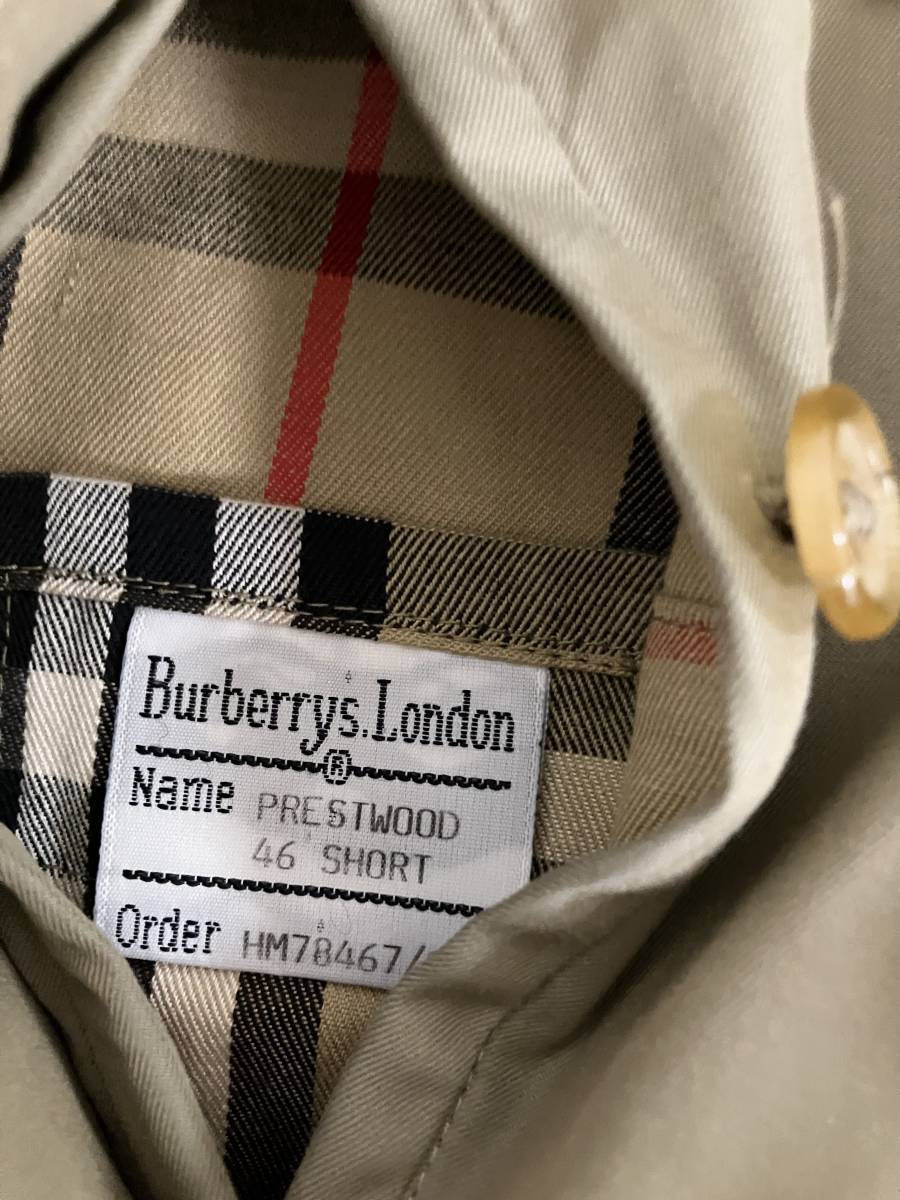 Burberrys.London
®
Name PRESTWOOD
46 SHORT
Order HM78467/